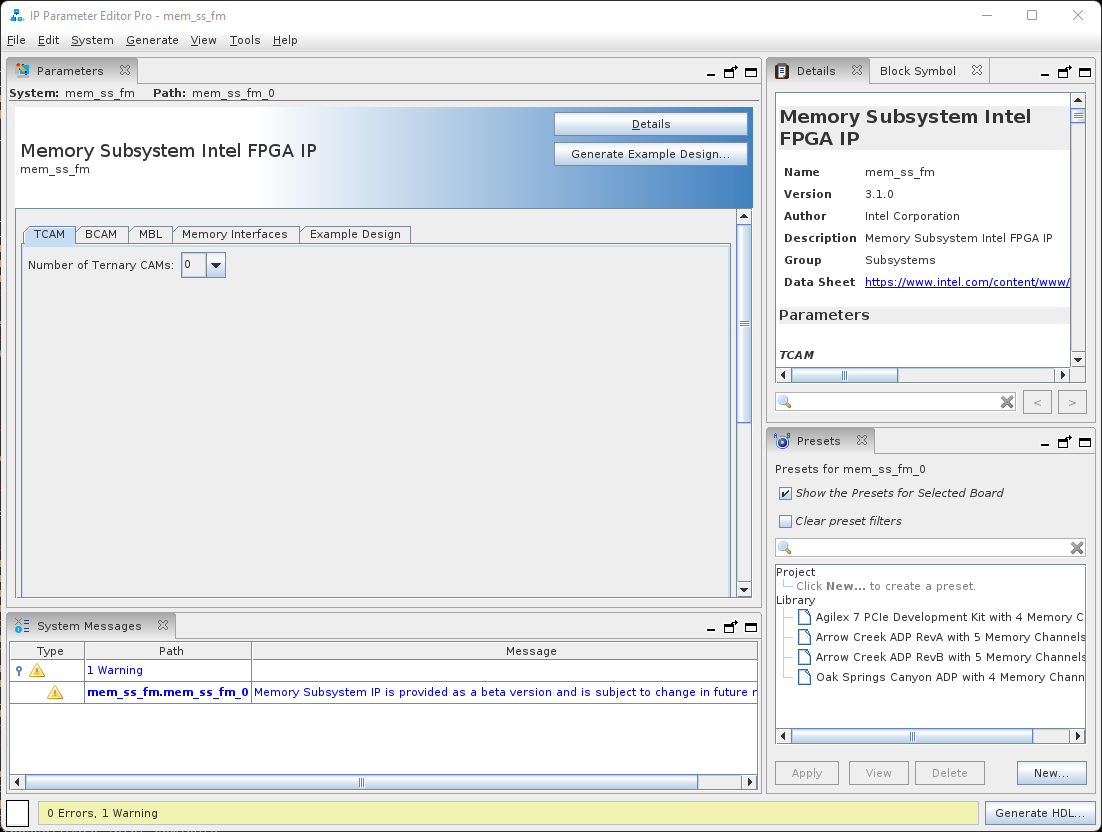 IP Parameter Editor Pro - mem_ss_fm
File Edit System Generate View Tools Help
Parameters
System: mem_ss_fm Path: mem_ss_fm_0
Memory Subsystem Intel FPGA IP
mem_ss_fm
Details
Generate Example Design...
TCAM BCAM MBL Memory Interfaces Example Design
Number of Ternary CAMs: 0
System Messages
Type Path Message
1 Warning
mem_ss_fm.mem_ss_fm_0 Memory Subsystem IP is provided as a beta version and is subject to change in future r
0 Errors, 1 Warning
Details Block Symbol
Memory Subsystem Intel
FPGA IP
Name mem_ss_fm
Version 3.1.0
Author Intel Corporation
Description Memory Subsystem Intel FPGA IP
Group Subsystems
Data Sheet https://www.intel.com/content/www/
Parameters
TCAM
< >
Presets
Presets for mem_ss_fm_0
Show the Presets for Selected Board
Clear preset filters
Project
Click New... to create a preset.
Library
Agilex 7 PCIe Development Kit with 4 Memory C
Arrow Creek ADP RevA with 5 Memory Channels
Arrow Creek ADP RevB with 5 Memory Channels
Oak Springs Canyon ADP with 4 Memory Chann
Apply View Delete New...
Generate HDL...